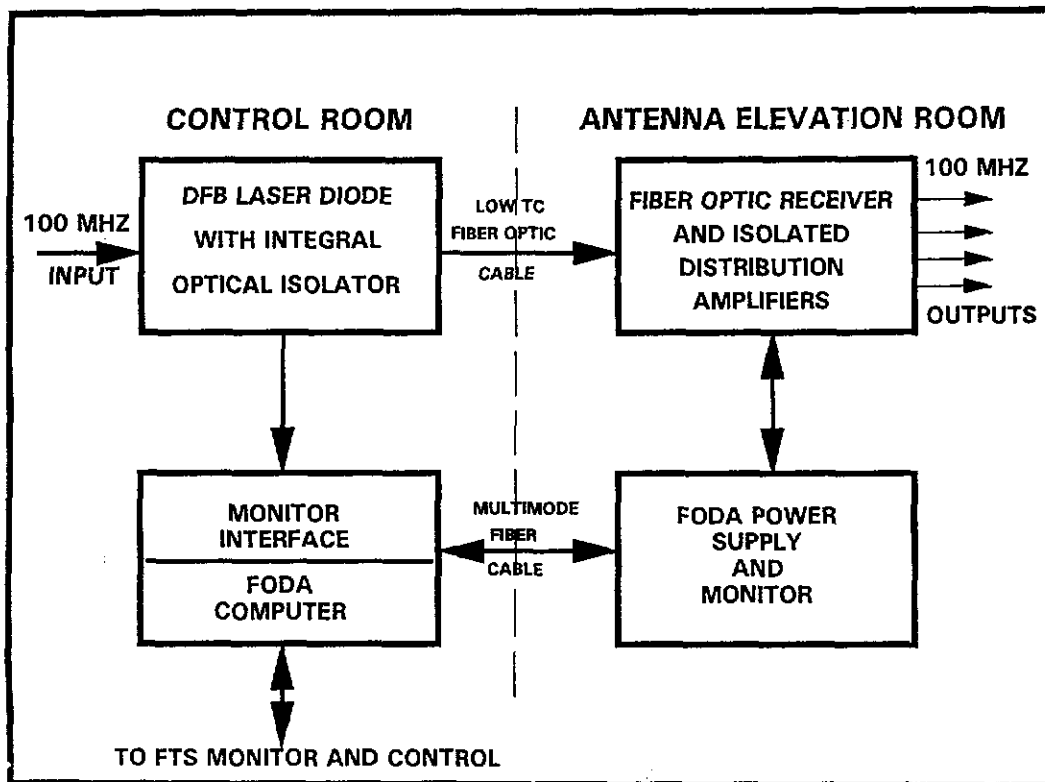 CONTROL ROOM
ANTENNA ELEVATION ROOM
100 MHZ
INPUT
DFB LASER DIODE
WITH INTEGRAL
OPTICAL ISOLATOR
LOW TC
FIBER OPTIC
CABLE
FIBER OPTIC RECEIVER
AND ISOLATED
DISTRIBUTION
AMPLIFIERS
100 MHZ
OUTPUTS
MONITOR
INTERFACE
FODA
COMPUTER
MULTIMODE
FIBER
CABLE
FODA POWER
SUPPLY
AND
MONITOR
TO FTS MONITOR AND CONTROL